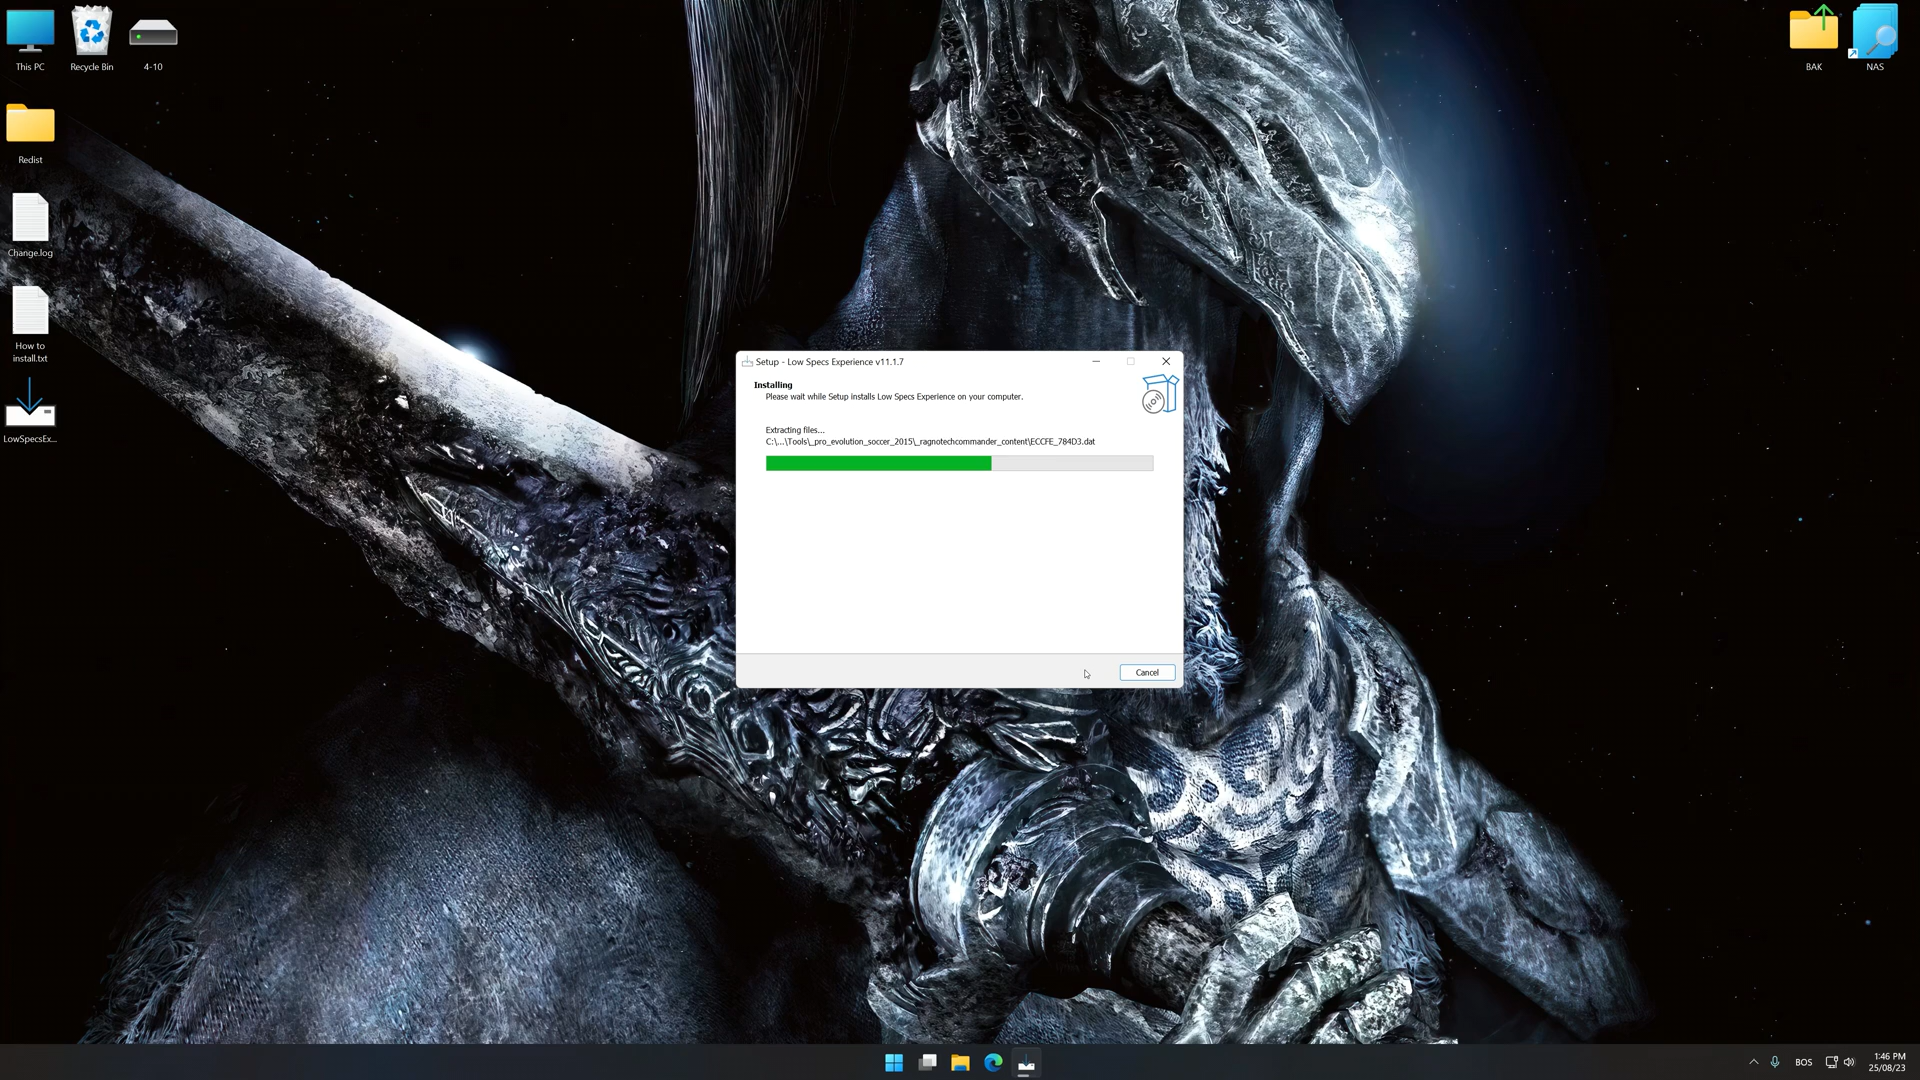 This PC
Recycle Bin
4-10
BAK
NAS
Redist
Change.log
How to
install.txt
LowSpecsEx...
Setup - Low Specs Experience v11.1.7
Installing
Please wait while Setup installs Low Specs Experience on your computer.
Extracting files...
C:\...\Tools\_pro_evolution_soccer_2015\_ragnotechcommander_content\ECCFE_784D3.dat
Cancel
BOS
1:46 PM
25/08/23